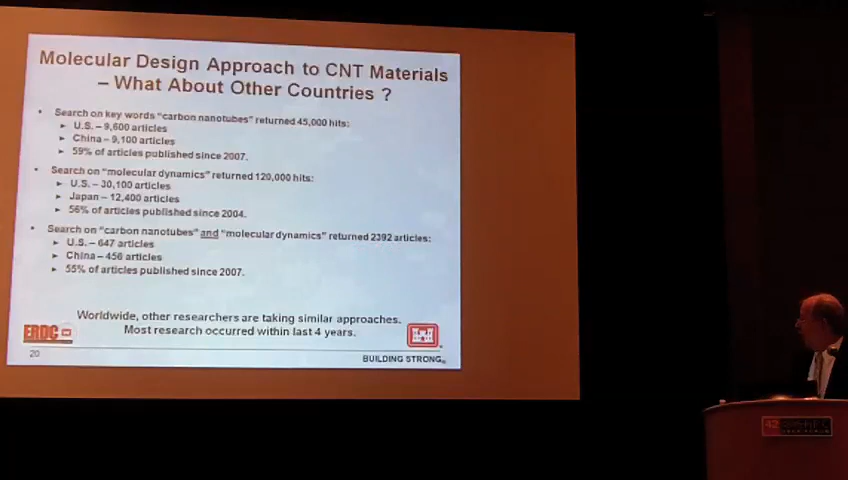 Molecular Design Approach to CNT Materials
– What About Other Countries ?
• Search on key words "carbon nanotubes" returned 45,000 hits:
► U.S. – 9,600 articles
► China – 9,100 articles
► 59% of articles published since 2007.
• Search on "molecular dynamics" returned 120,000 hits:
► U.S. – 30,100 articles
► Japan – 12,400 articles
► 56% of articles published since 2004.
• Search on "carbon nanotubes" and "molecular dynamics" returned 2392 articles:
► U.S. – 647 articles
► China – 456 articles
► 55% of articles published since 2007.
Worldwide, other researchers are taking similar approaches.
Most research occurred within last 4 years.
ERDC
20
BUILDING STRONG®
42